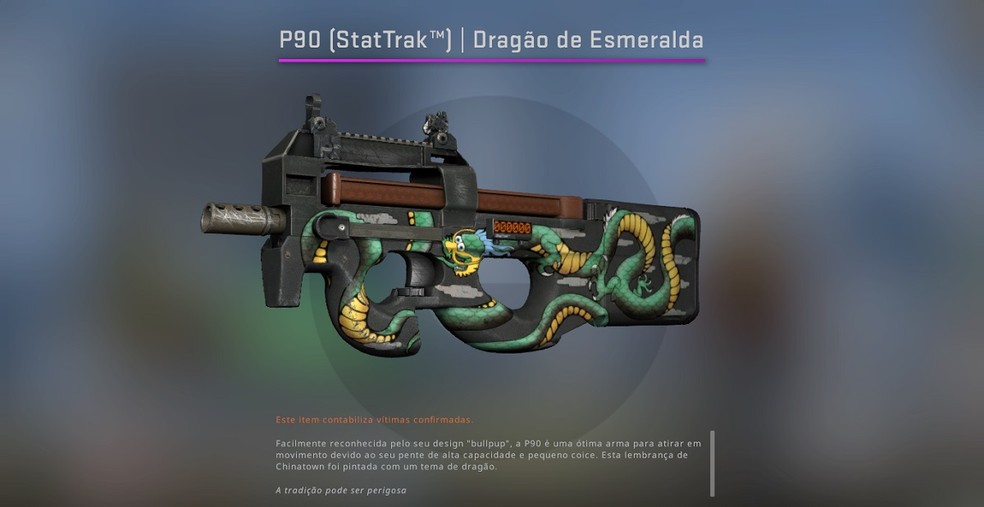 P90 (StatTrak™) | Dragão de Esmeralda
Este item contabiliza vítimas confirmadas.
Facilmente reconhecida pelo seu design "bullpup", a P90 é uma ótima arma para atirar em
movimento devido ao seu pente de alta capacidade e pequeno coice. Esta lembrança de
Chinatown foi pintada com um tema de dragão.
A tradição pode ser perigosa